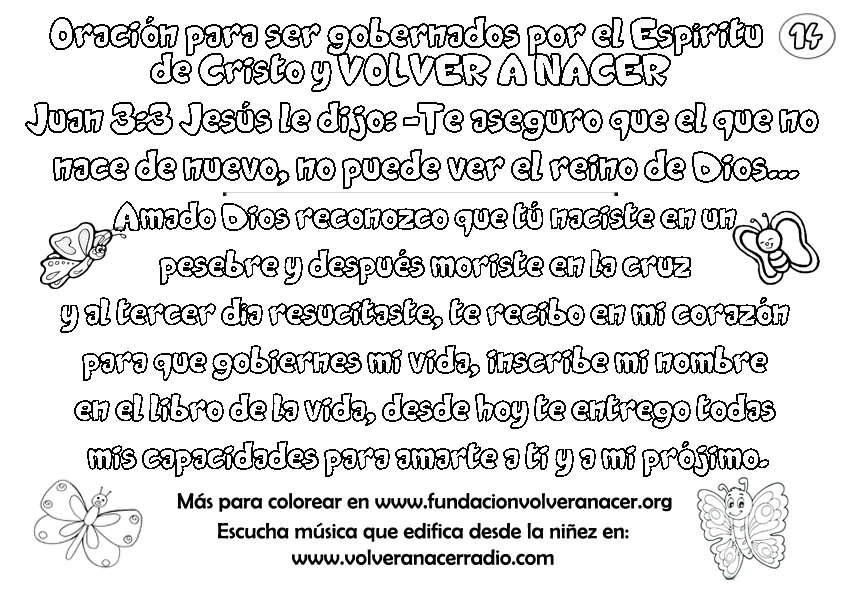 Oración para ser gobernados por el Espiritu
14
de Cristo y VOLVER A NACER
Juan 3:3 Jesús le dijo: -Te aseguro que el que no
nace de nuevo, no puede ver el reino de Dios...
Amado Dios reconozco que tú naciste en un
pesebre y después moriste en la cruz
y al tercer dia resucitaste, te recibo en mi corazón
para que gobiernes mi vida, inscribe mi nombre
en el libro de la vida, desde hoy te entrego todas
mis capacidades para amarte a ti y a mi prójimo.
Más para colorear en www.fundacionvolveranacer.org
Escucha música que edifica desde la niñez en:
www.volveranacerradio.com